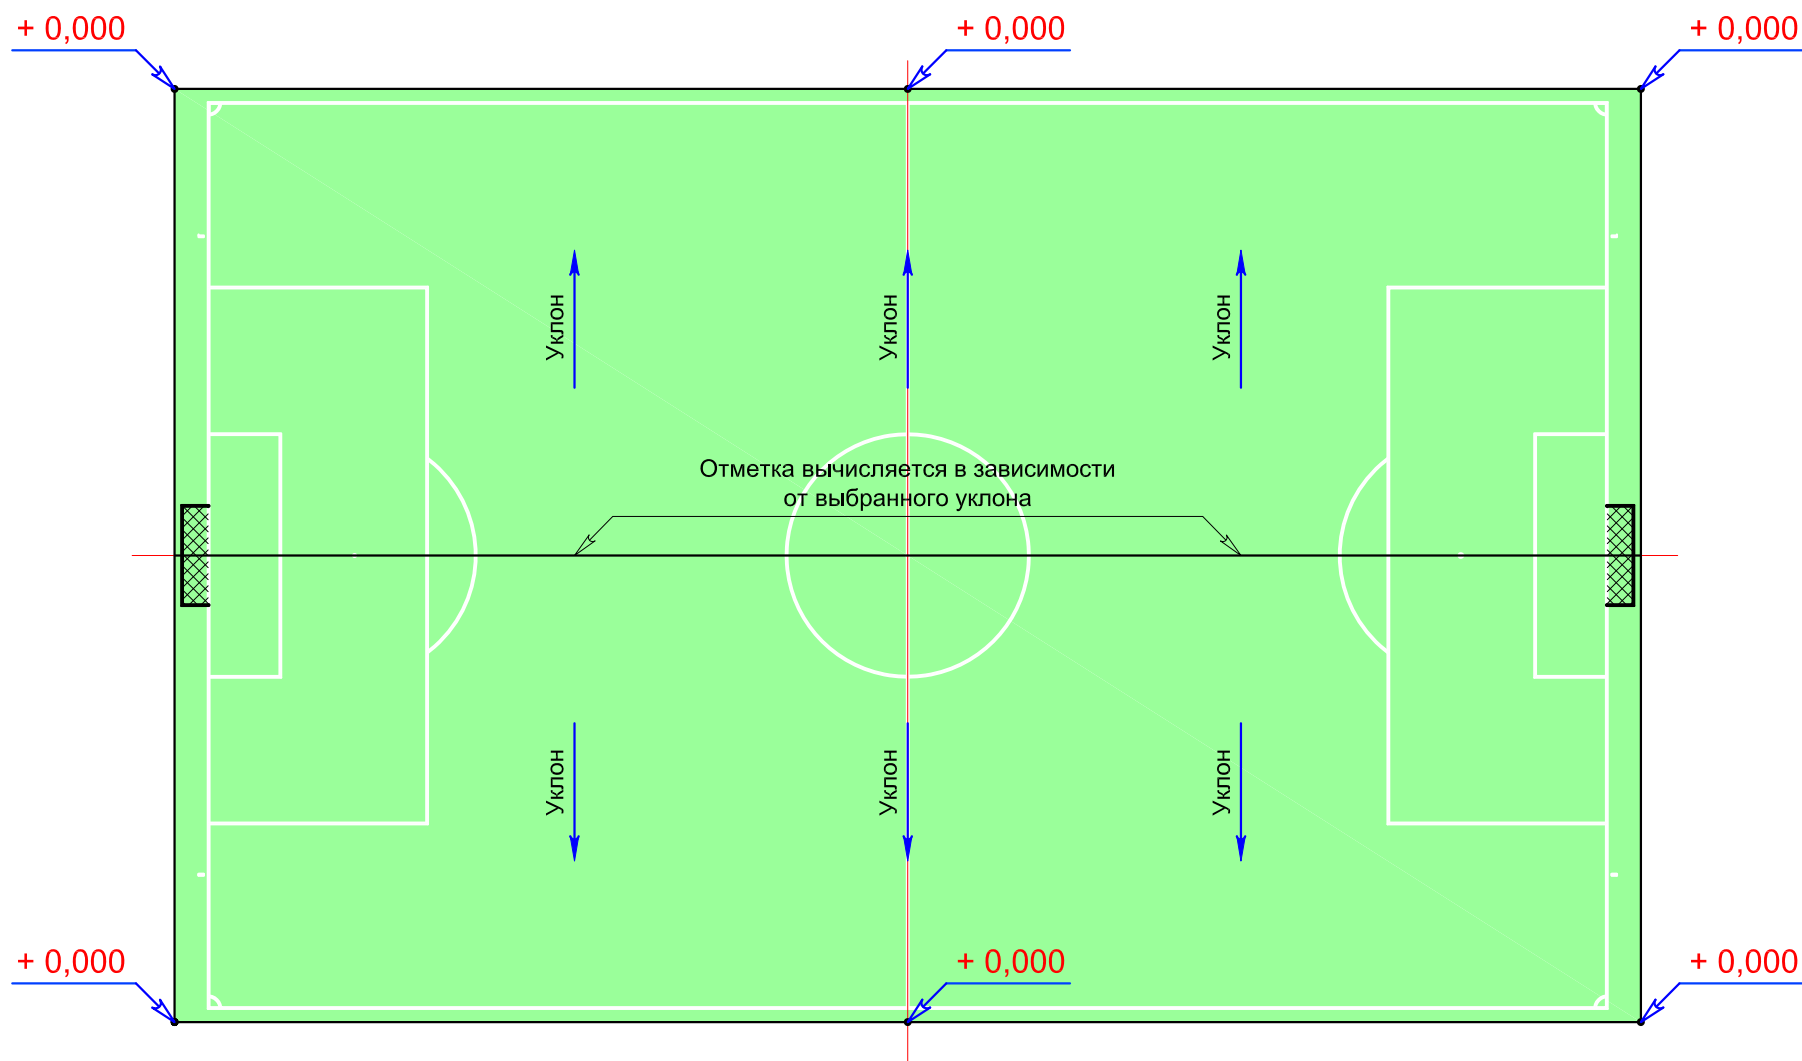 + 0,000
+ 0,000
+ 0,000
Уклон
Уклон
Уклон
Отметка вычисляется в зависимости
от выбранного уклона
Уклон
Уклон
Уклон
+ 0,000
+ 0,000
+ 0,000